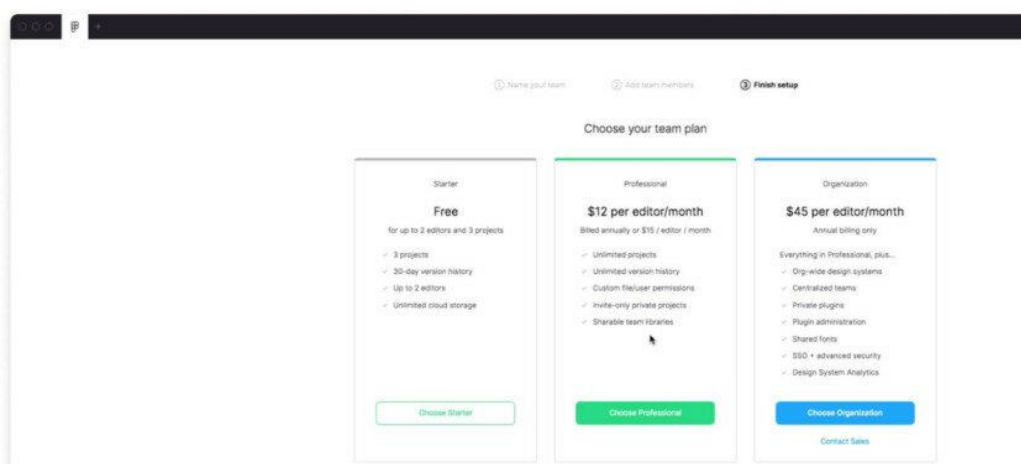 ① Name your team
② Add team members
③ Finish setup
Choose your team plan
Starter
Free
for up to 2 editors and 3 projects
✓ 3 projects
✓ 30-day version history
✓ Up to 2 editors
✓ Unlimited cloud storage
Choose Starter
Professional
$12 per editor/month
Billed annually or $15 / editor / month
✓ Unlimited projects
✓ Unlimited version history
✓ Custom file/user permissions
✓ Invite-only private projects
✓ Sharable team libraries
Choose Professional
Organization
$45 per editor/month
Annual billing only
Everything in Professional, plus...
✓ Org-wide design systems
✓ Centralized teams
✓ Private plugins
✓ Plugin administration
✓ Shared fonts
✓ SSO + advanced security
✓ Design System Analytics
Choose Organization
Contact Sales